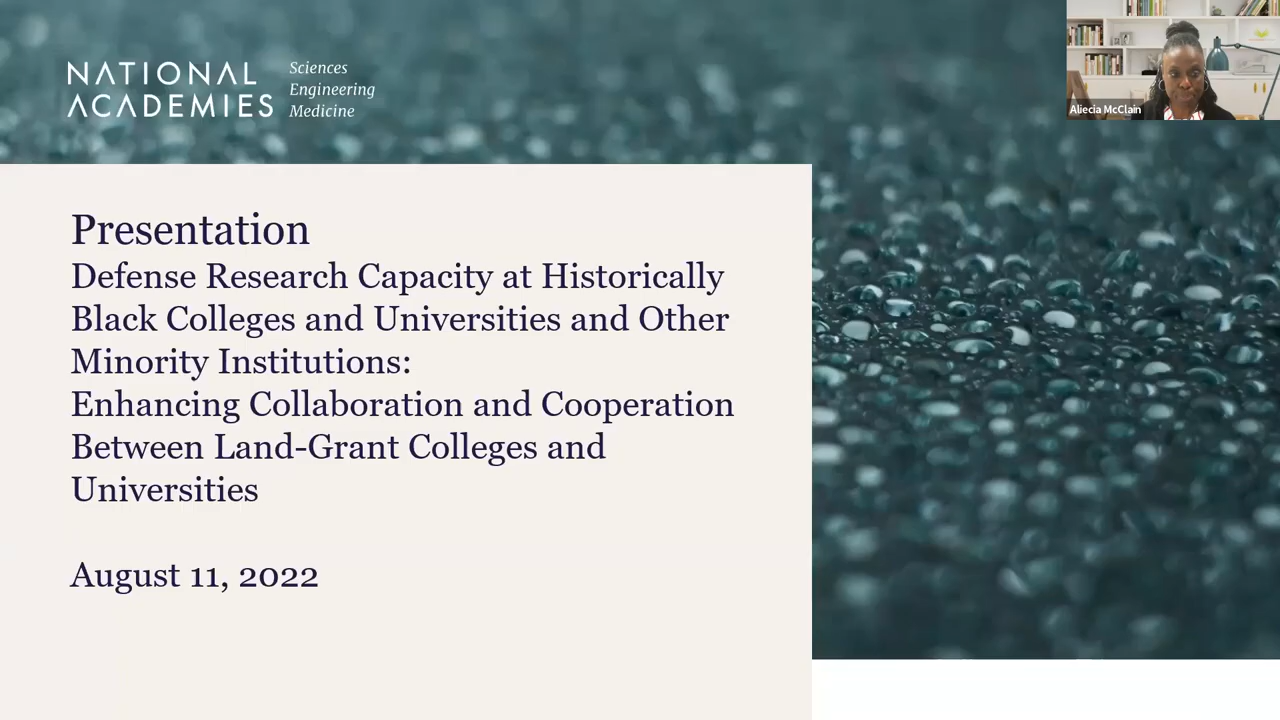 NATIONAL
ACADEMIES
Sciences
Engineering
Medicine
Aliecia McClain
Presentation
Defense Research Capacity at Historically
Black Colleges and Universities and Other
Minority Institutions:
Enhancing Collaboration and Cooperation
Between Land-Grant Colleges and
Universities
August 11, 2022